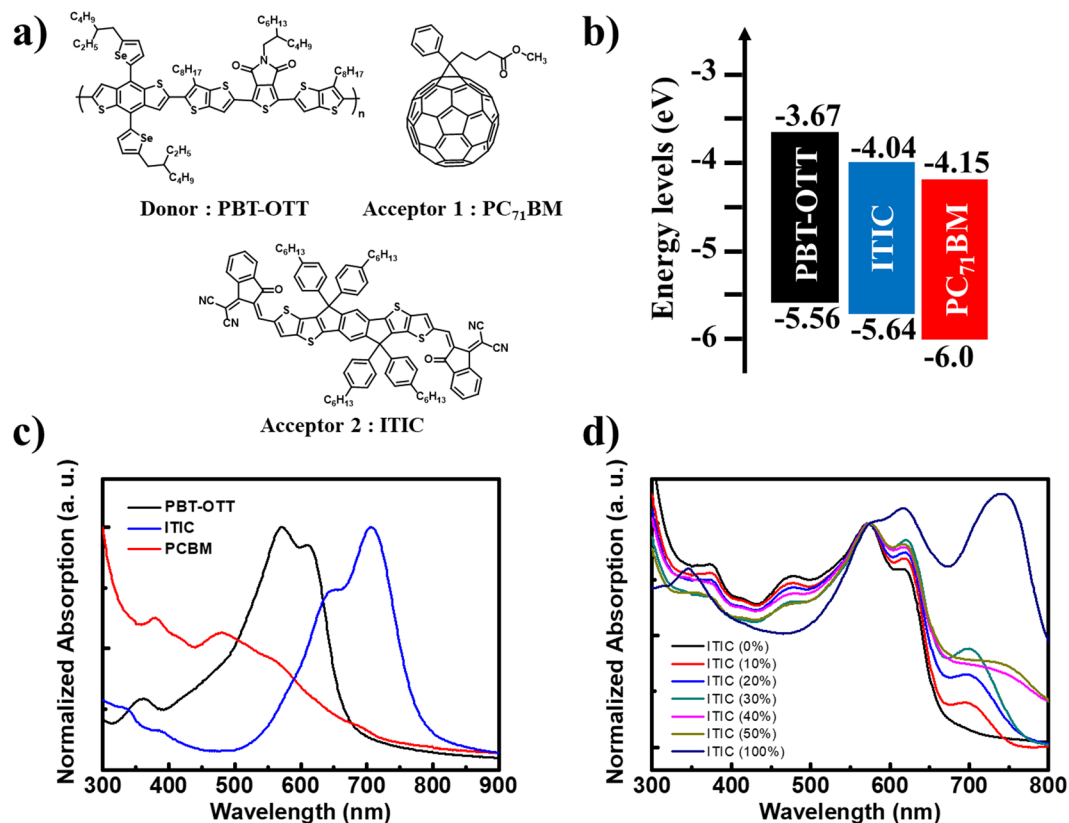 a)
C4H9
C2H5
Se
C8H17
C6H13
C4H9
N
O
O
C8H17
S
S
S
S
S
S
S
n
Se
C2H5
C4H9
O
O
CH3
Donor : PBT-OTT
Acceptor 1 : PC71BM
C6H13
C6H13
O
NC
CN
S
S
S
S
CN
CN
O
C6H13
C6H13
Acceptor 2 : ITIC
b)
Energy levels (eV)
-3
-4
-5
-6
-3.67
-4.04
-4.15
PBT-OTT
ITIC
PC71BM
-5.56
-5.64
-6.0
c)
Normalized Absorption (a. u.)
PBT-OTT
ITIC
PCBM
300 400 500 600 700 800 900
Wavelength (nm)
d)
Normalized Absorption (a. u.)
ITIC (0%)
ITIC (10%)
ITIC (20%)
ITIC (30%)
ITIC (40%)
ITIC (50%)
ITIC (100%)
300 400 500 600 700 800
Wavelength (nm)